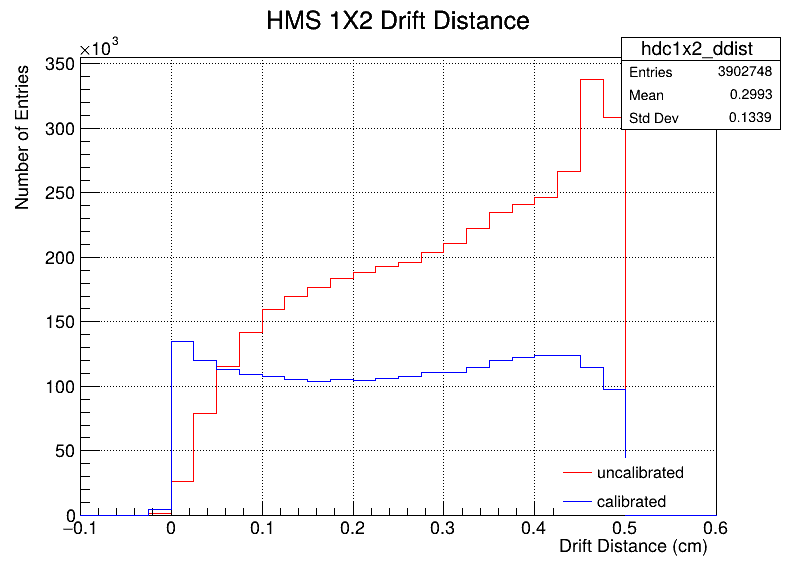 HMS 1X2 Drift Distance
×10³
hdc1x2_ddist
Entries 3902748
Mean 0.2993
Std Dev 0.1339
Number of Entries
350
300
250
200
150
100
50
0
uncalibrated
calibrated
−0.1 0 0.1 0.2 0.3 0.4 0.5 0.6
Drift Distance (cm)